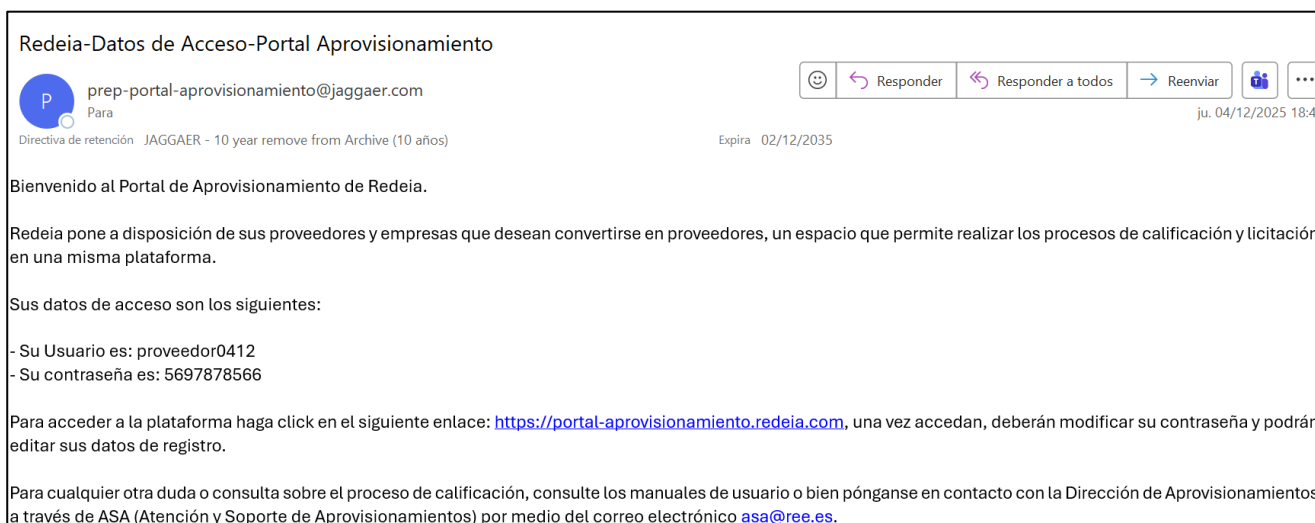 Redeia-Datos de Acceso-Portal Aprovisionamiento
P
prep-portal-aprovisionamiento@jaggaer.com
Para
Responder
Responder a todos
Reenviar
ju. 04/12/2025 18:4
Directiva de retención JAGGAER - 10 year remove from Archive (10 años)
Expira 02/12/2035
Bienvenido al Portal de Aprovisionamiento de Redeia.
Redeia pone a disposición de sus proveedores y empresas que desean convertirse en proveedores, un espacio que permite realizar los procesos de calificación y licitación
en una misma plataforma.
Sus datos de acceso son los siguientes:
- Su Usuario es: proveedor0412
- Su contraseña es: 5697878566
Para acceder a la plataforma haga click en el siguiente enlace: https://portal-aprovisionamiento.redeia.com, una vez accedan, deberán modificar su contraseña y podrán
editar sus datos de registro.
Para cualquier otra duda o consulta sobre el proceso de calificación, consulte los manuales de usuario o bien pónganse en contacto con la Dirección de Aprovisionamientos
a través de ASA (Atención y Soporte de Aprovisionamientos) por medio del correo electrónico asa@ree.es.